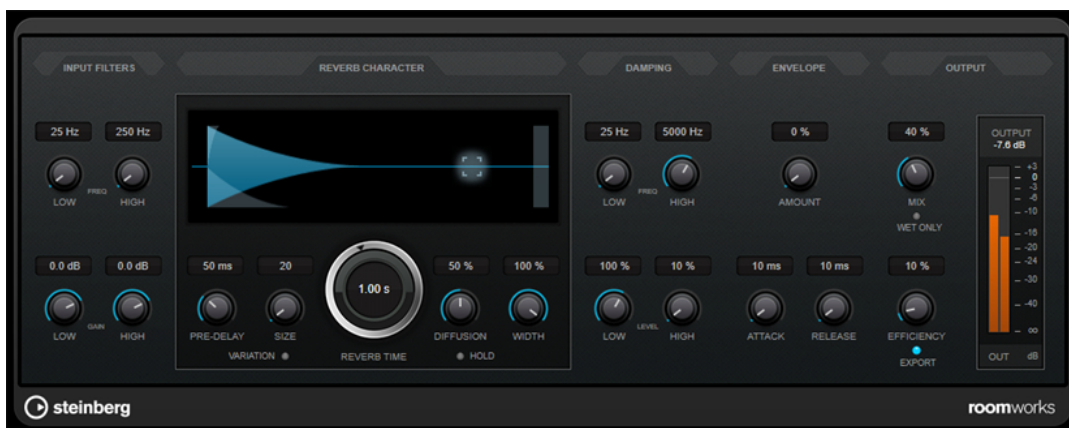 INPUT FILTERS REVERB CHARACTER DAMPING ENVELOPE OUTPUT
25 Hz 250 Hz 25 Hz 5000 Hz 0 % 40 % OUTPUT
-7.6 dB
+3
0
-3
-6
-10
-16
-20
-24
-30
-40
∞
OUT dB
FREQ FREQ
LOW HIGH LOW HIGH AMOUNT MIX
WET ONLY
0.0 dB 0.0 dB 50 ms 20 1.00 s 50 % 100 % 100 % 10 % 10 ms 10 ms 10 %
GAIN LEVEL
LOW HIGH PRE-DELAY SIZE DIFFUSION WIDTH LOW HIGH ATTACK RELEASE EFFICIENCY
VARIATION REVERB TIME HOLD EXPORT
steinberg roomworks